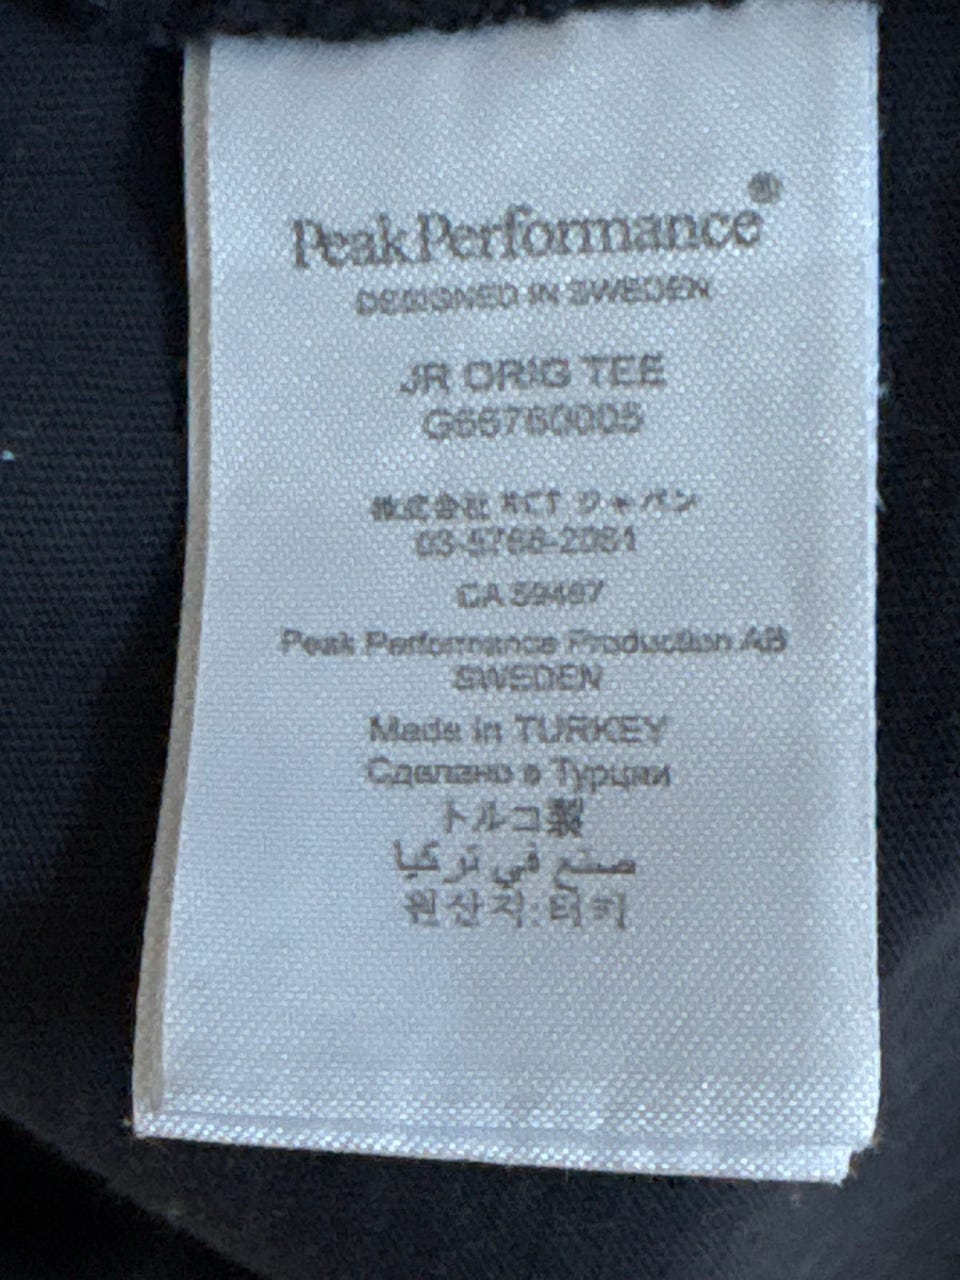 PeakPerformance®
DESIGNED IN SWEDEN
JR ORIG TEE
G66760005
株式会社 KCT ジャパン
03-5766-2081
CA 59467
Peak Performance Production AB
SWEDEN
Made in TURKEY
Сделано в Турции
トルコ製
صنع في تركيا
원산지:터키